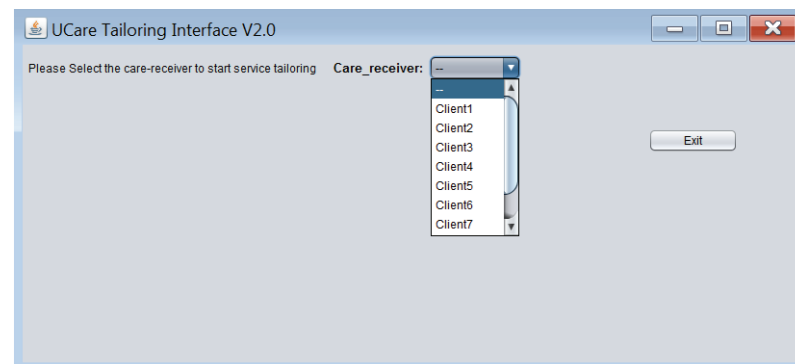 UCare Tailoring Interface V2.0
Please Select the care-receiver to start service tailoring Care_receiver: --
--
Client1
Client2
Client3
Exit
Client4
Client5
Client6
Client7